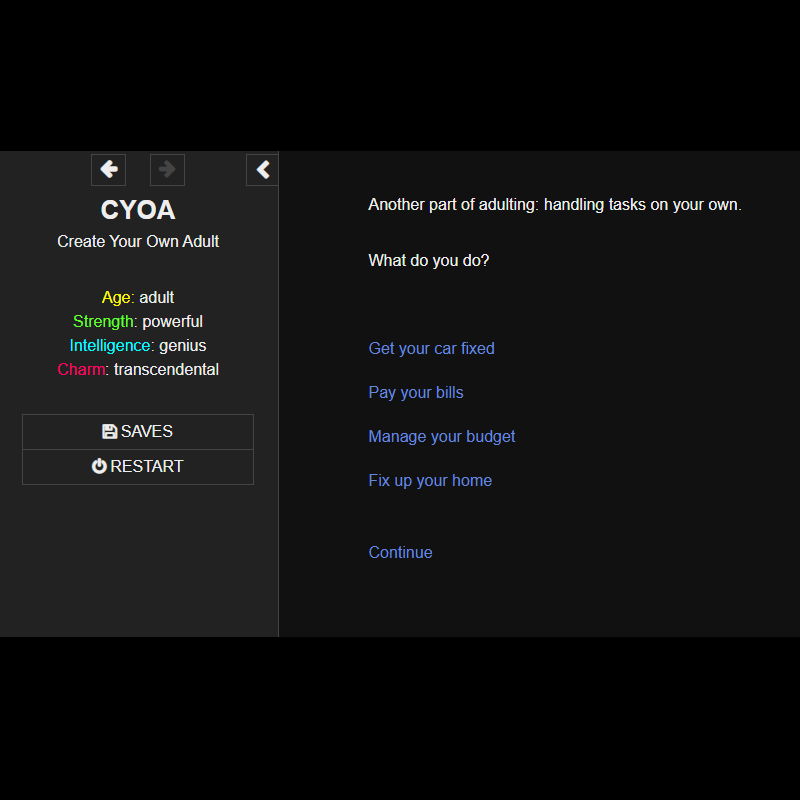 CYOA
Create Your Own Adult
Age: adult
Strength: powerful
Intelligence: genius
Charm: transcendental
SAVES
RESTART
Another part of adulting: handling tasks on your own.
What do you do?
Get your car fixed
Pay your bills
Manage your budget
Fix up your home
Continue